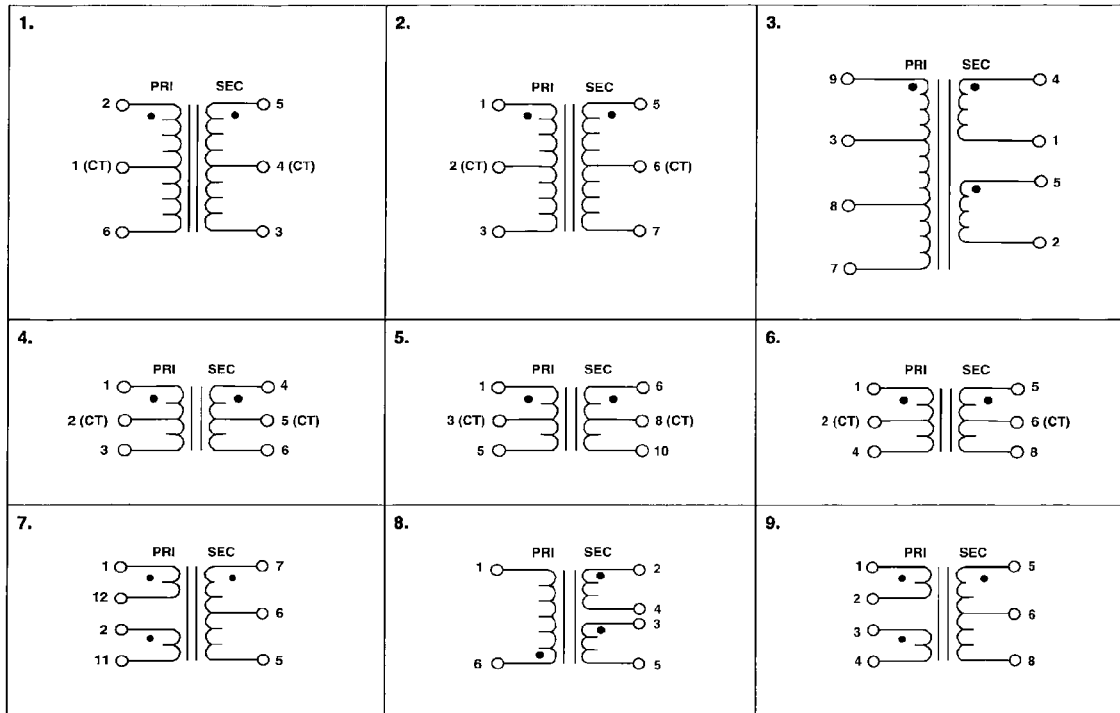 1.
PRI SEC
2 5
1 (CT) 4 (CT)
6 3
2.
PRI SEC
1 5
2 (CT) 6 (CT)
3 7
3.
PRI SEC
9 4
3 1
5
8
2
7
4.
PRI SEC
1 4
2 (CT) 5 (CT)
3 6
5.
PRI SEC
1 6
3 (CT) 8 (CT)
5 10
6.
PRI SEC
1 5
2 (CT) 6 (CT)
4 8
7.
PRI SEC
1 7
12 6
2
11 5
8.
PRI SEC
1 2
4
3
6 5
9.
PRI SEC
1 5
2 6
3
4 8